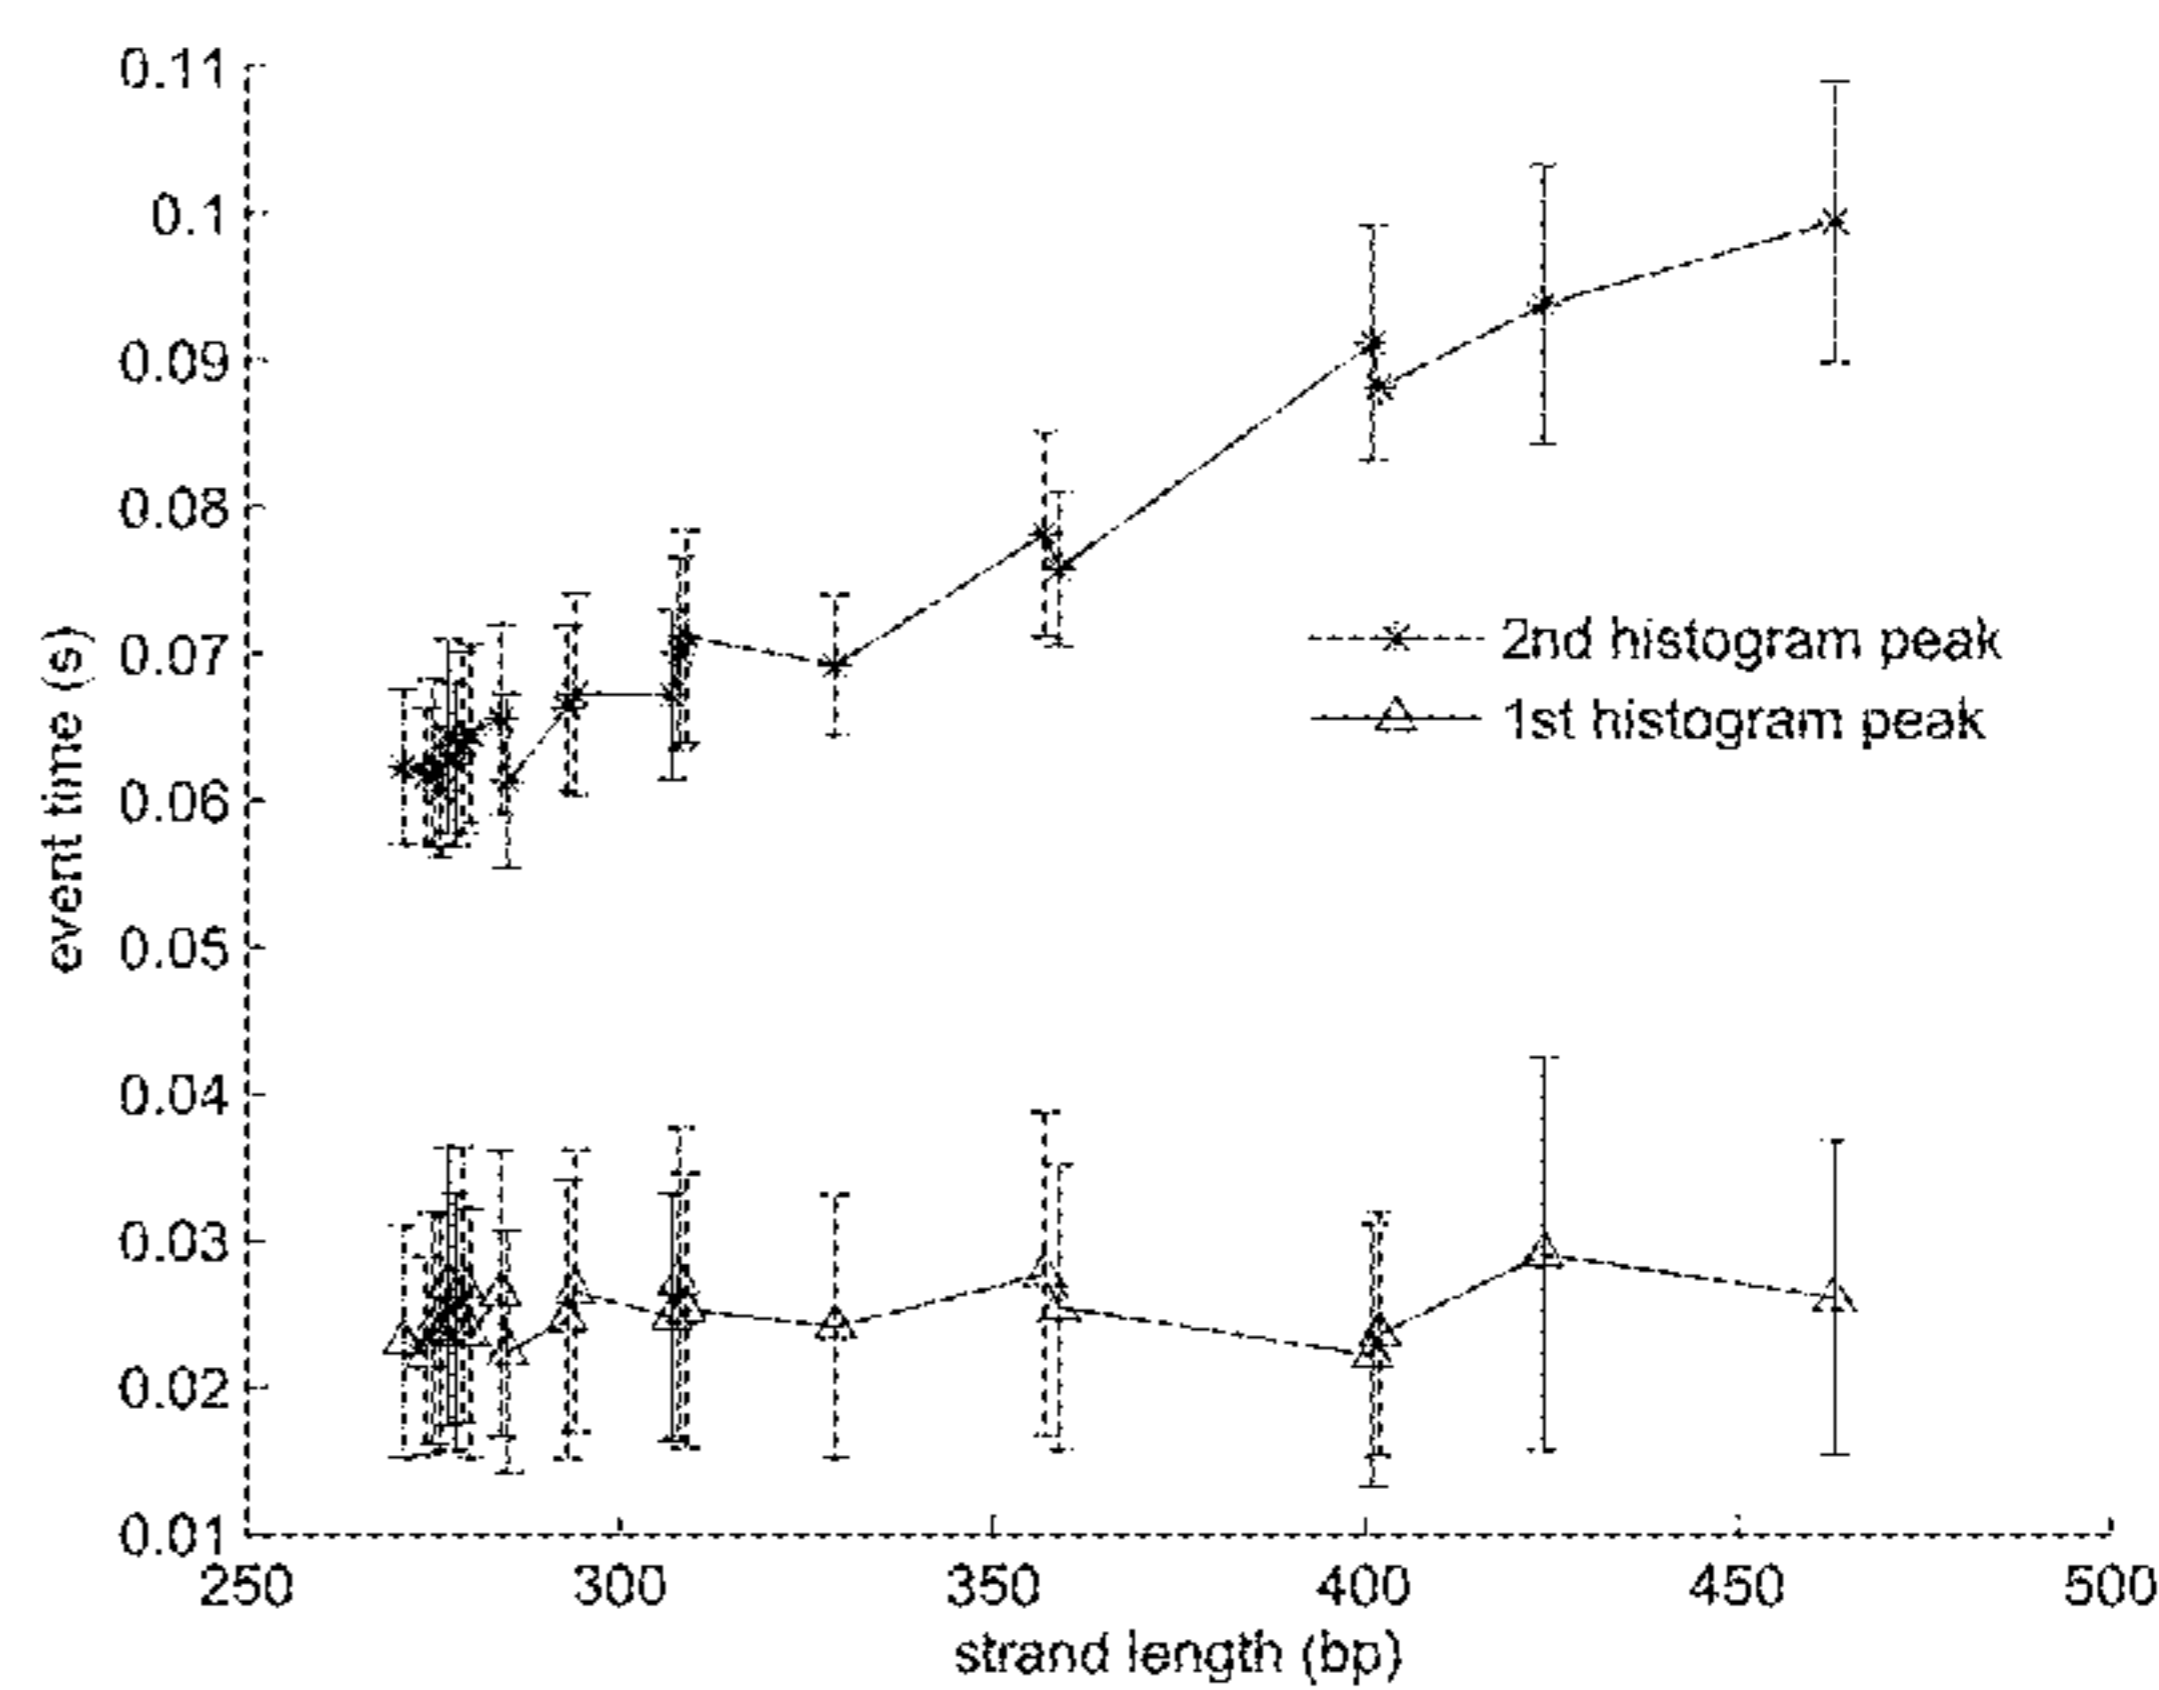 0.11
0.1
0.09
0.08
0.07
0.06
0.05
0.04
0.03
0.02
0.01
event time (s)
2nd histogram peak
1st histogram peak
250 300 350 400 450 500
strand length (bp)